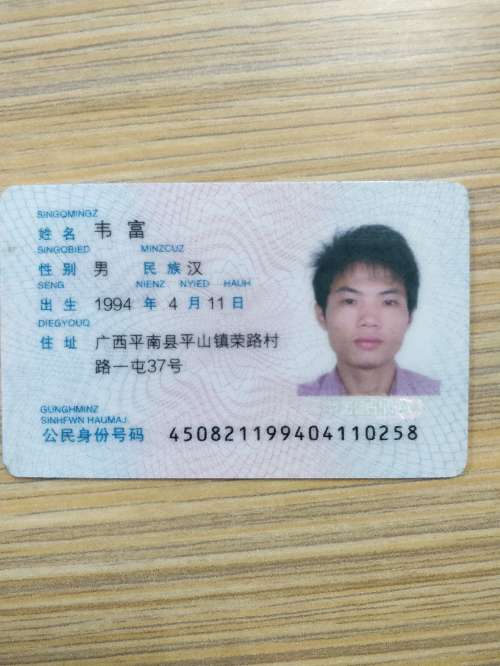 SINGQMINGZ
姓名 韦富
SINGQBIED MINZCUZ
性别 男 民族 汉
SENG NIENZ NYIED HAUH
出生 1994 年 4 月 11 日
DIEGYOUQ
住址 广西平南县平山镇荣路村
路一屯37号
GUNGHMINZ
SINHFWN HAUMAJ
公民身份号码 450821199404110258